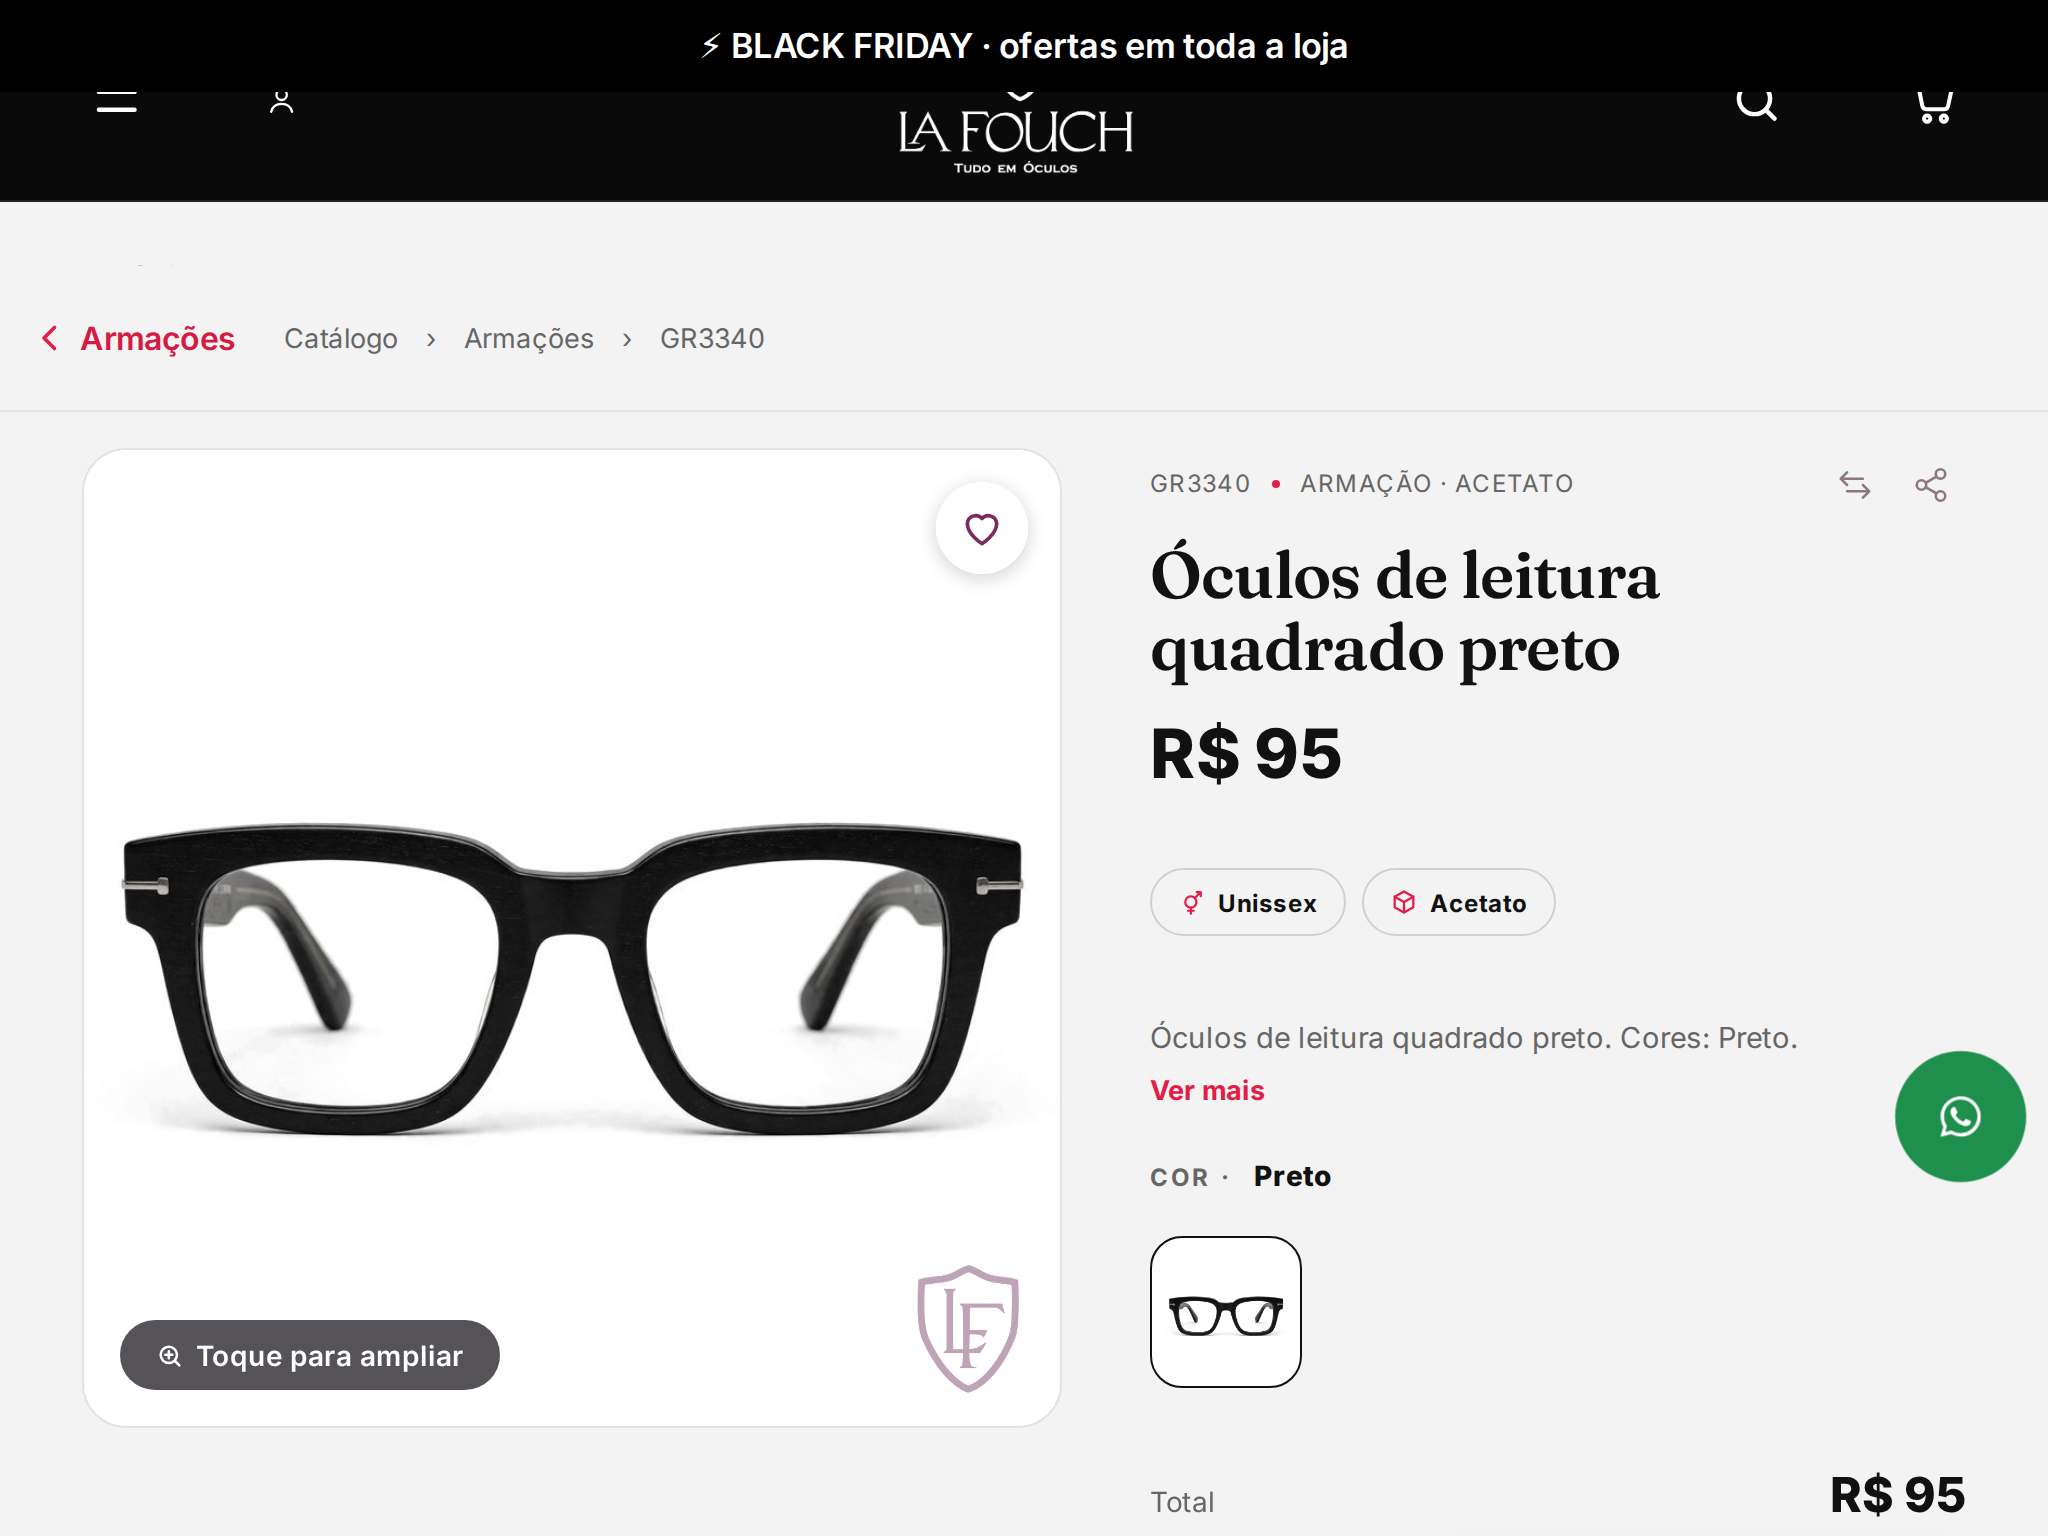 ⚡ BLACK FRIDAY · ofertas em toda a loja
LA FOUCH
TUDO EM ÓCULOS
Armações
Catálogo › Armações › GR3340
GR3340 • ARMAÇÃO · ACETATO
Óculos de leitura
quadrado preto
R$ 95
Unissex
Acetato
Óculos de leitura quadrado preto. Cores: Preto.
Ver mais
COR · Preto
LF
Toque para ampliar
Total
R$ 95